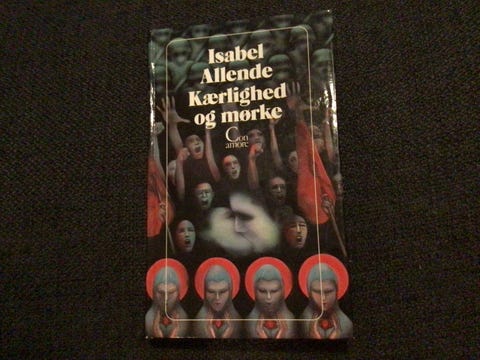 Isabel
Allende
Kærlighed
og mørke
Con
amore